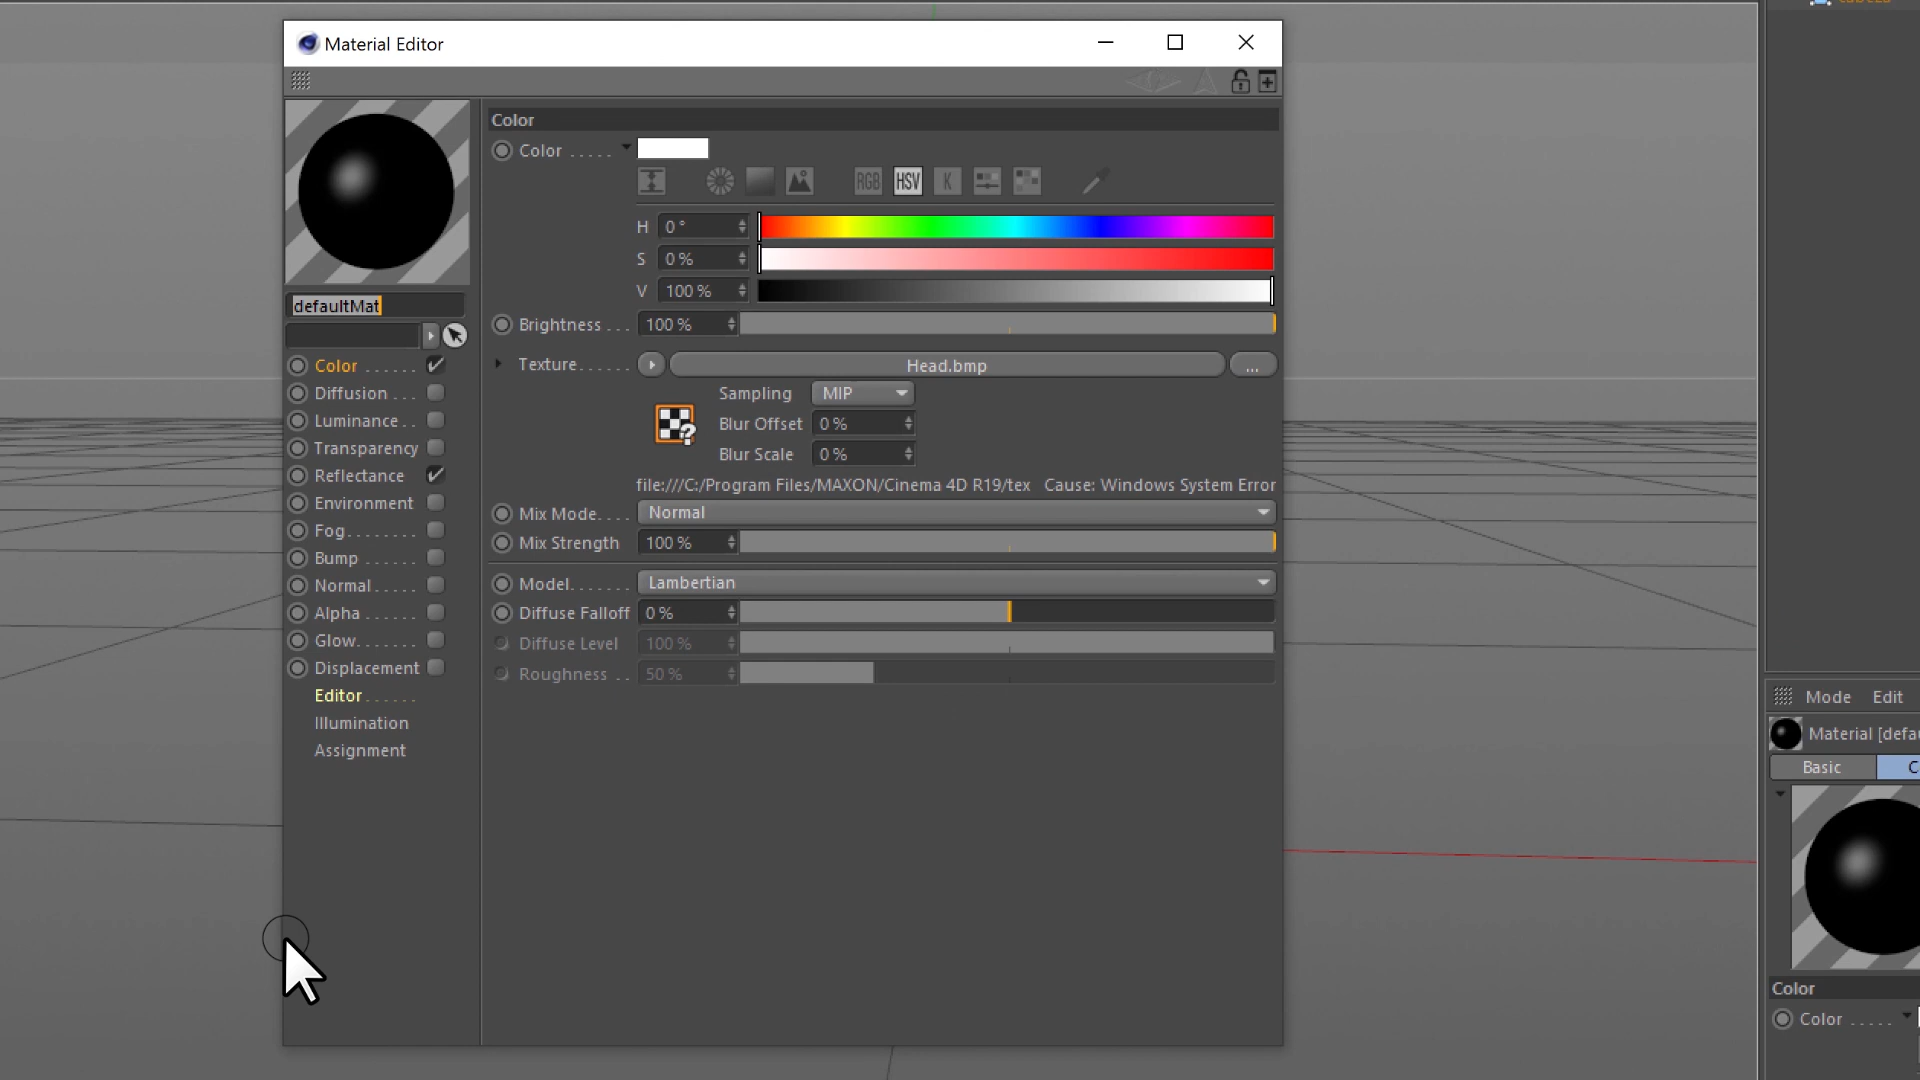 Material Editor
Color
Color .....
RGB HSV K
H 0 °
S 0 %
V 100 %
defaultMat
Brightness ... 100 %
Texture...... Head.bmp ...
Sampling MIP
Blur Offset 0 %
Blur Scale 0 %
file:///C:/Program Files/MAXON/Cinema 4D R19/tex Cause: Windows System Error
Mix Mode.... Normal
Mix Strength 100 %
Model....... Lambertian
Diffuse Falloff 0 %
Diffuse Level 100 %
Roughness .. 50 %
Color ......
Diffusion ...
Luminance ..
Transparency
Reflectance
Environment
Fog........
Bump ......
Normal.....
Alpha ......
Glow.......
Displacement
Editor ......
Illumination
Assignment
Mode Edit
Material [defau
Basic C
Color
Color .....